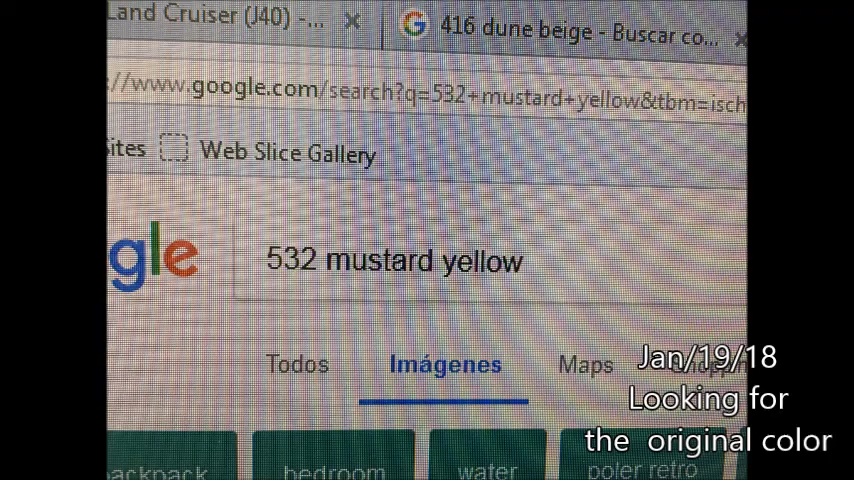 Land Cruiser (J40) -...
416 dune beige - Buscar co...
://www.google.com/search?q=532+mustard+yellow&tbm=isch
Web Slice Gallery
gle
532 mustard yellow
Todos Imágenes Maps
backpack bedroom water poler retro
Jan/19/18
Looking for
the original color